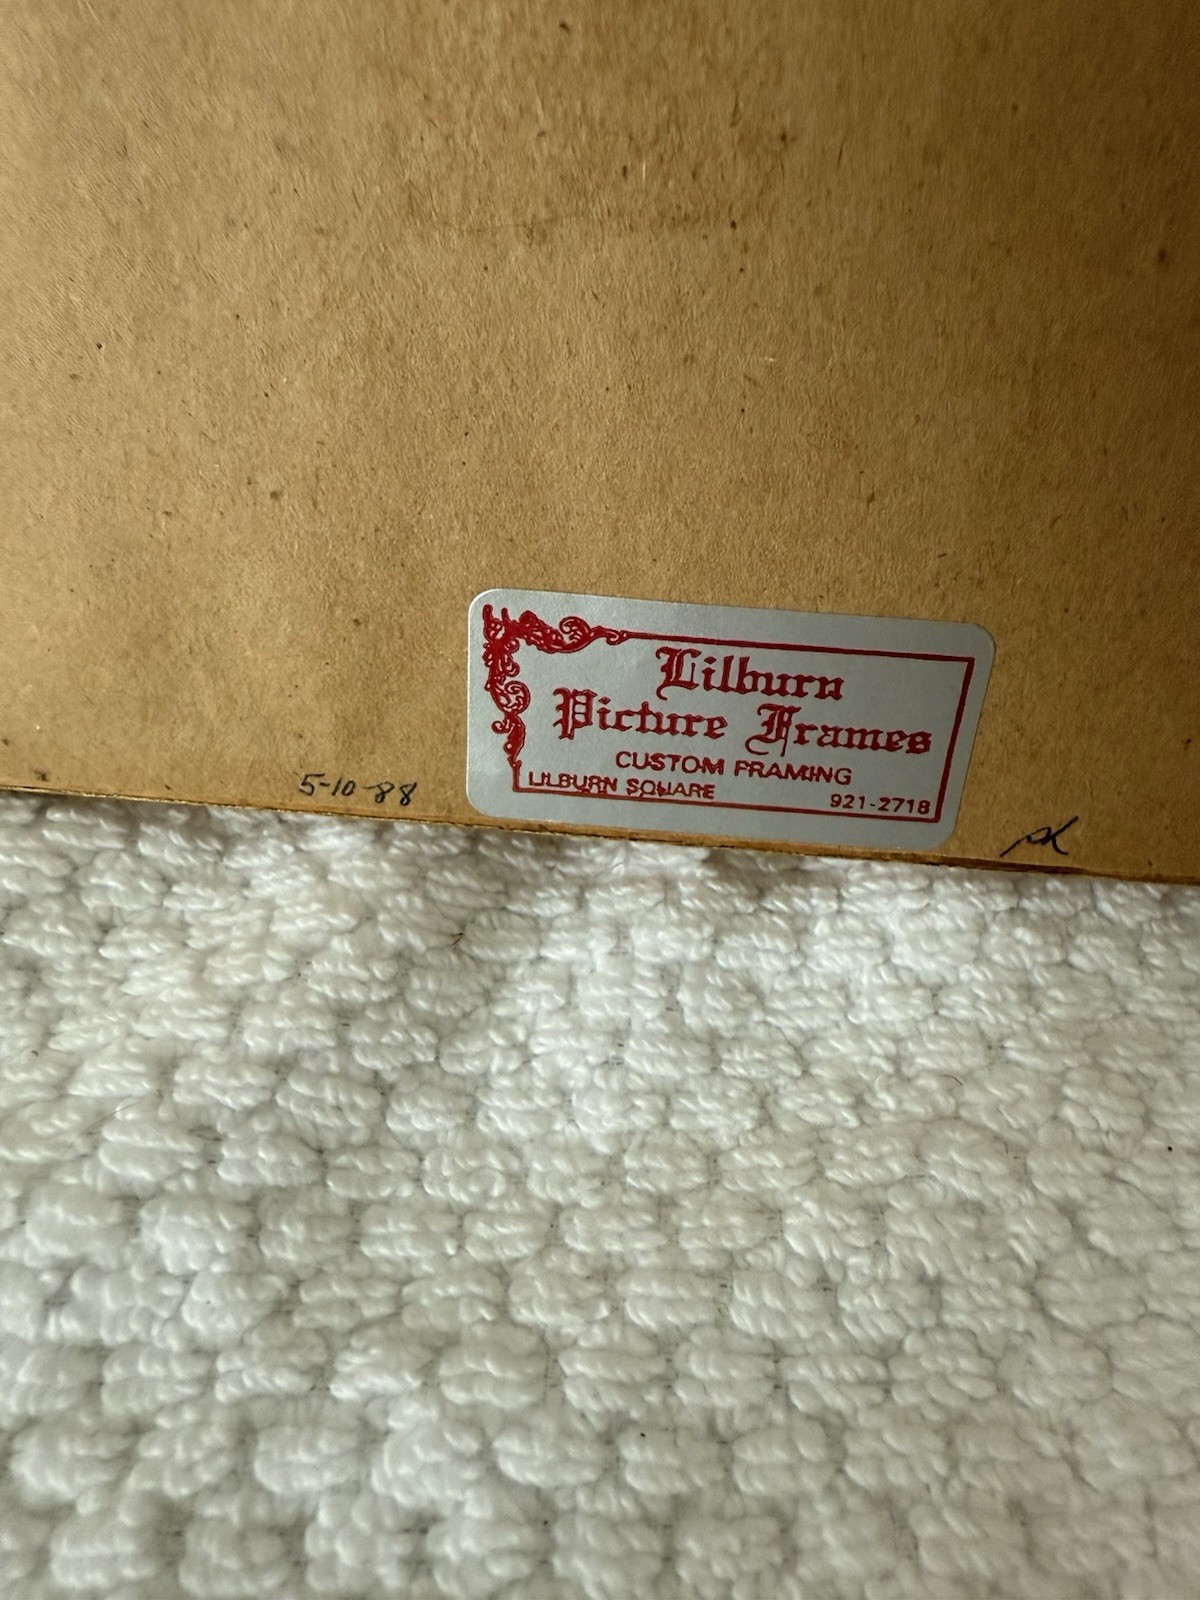 Lilburn
Picture Frames
CUSTOM FRAMING
LILBURN SQUARE 921-2718
5-10-88